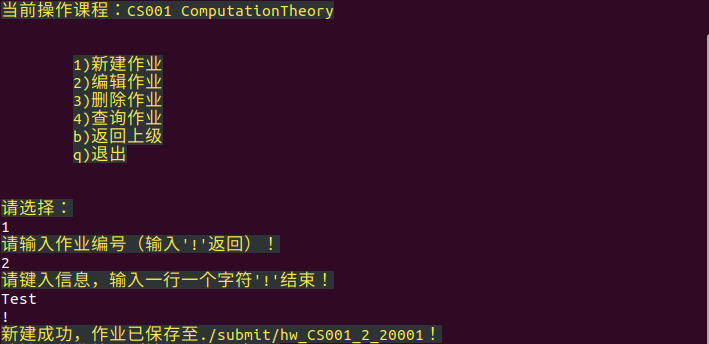 当前操作课程：CS001 ComputationTheory
1)新建作业
2)编辑作业
3)删除作业
4)查询作业
b)返回上级
q)退出
请选择：
1
请输入作业编号（输入'!'返回）！
2
请键入信息，输入一行一个字符'!'结束！
Test
!
新建成功，作业已保存至./submit/hw_CS001_2_20001！